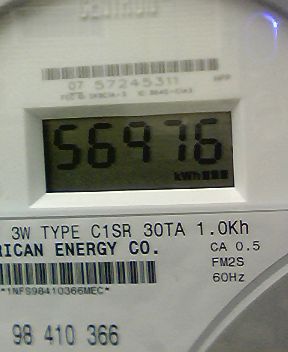 CENTRON
07 57245311
56976
kWh
3W TYPE C1SR 30TA 1.0Kh
RICAN ENERGY CO.
CA 0.5
FM2S
60Hz
*1NFS98410366MEC*
98 410 366